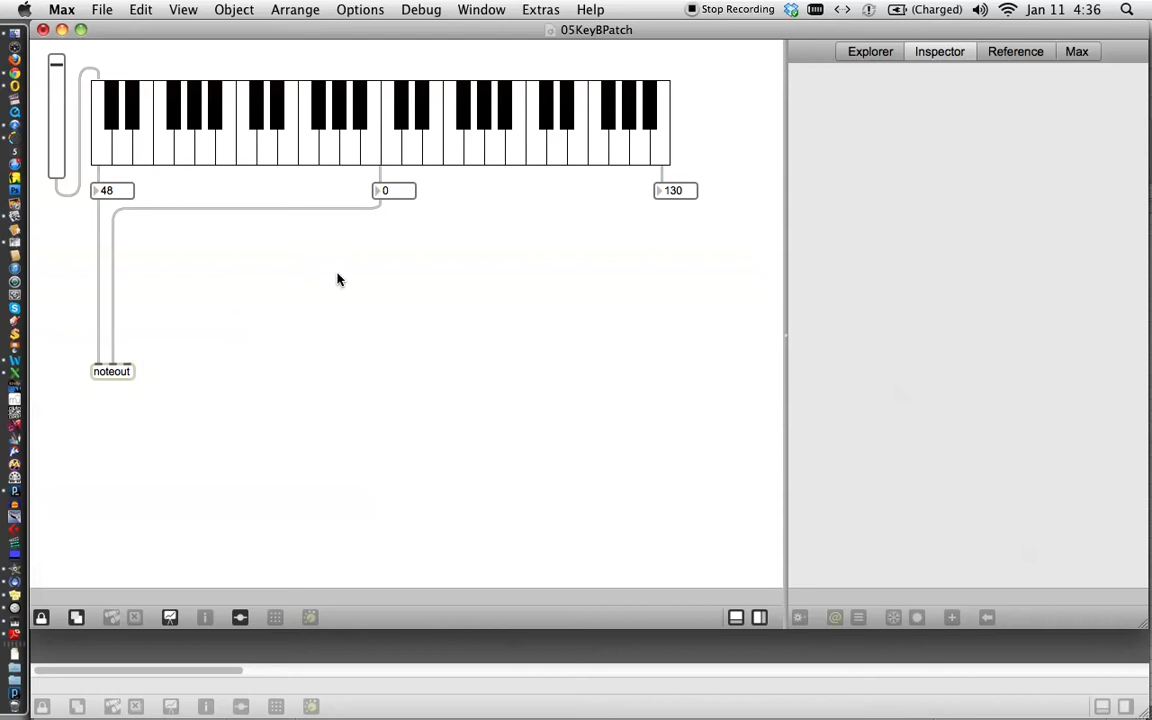 Max File Edit View Object Arrange Options Debug Window Extras Help Stop Recording (Charged) Jan 11 4:36
05KeyBPatch
Explorer Inspector Reference Max
48 0 130
noteout